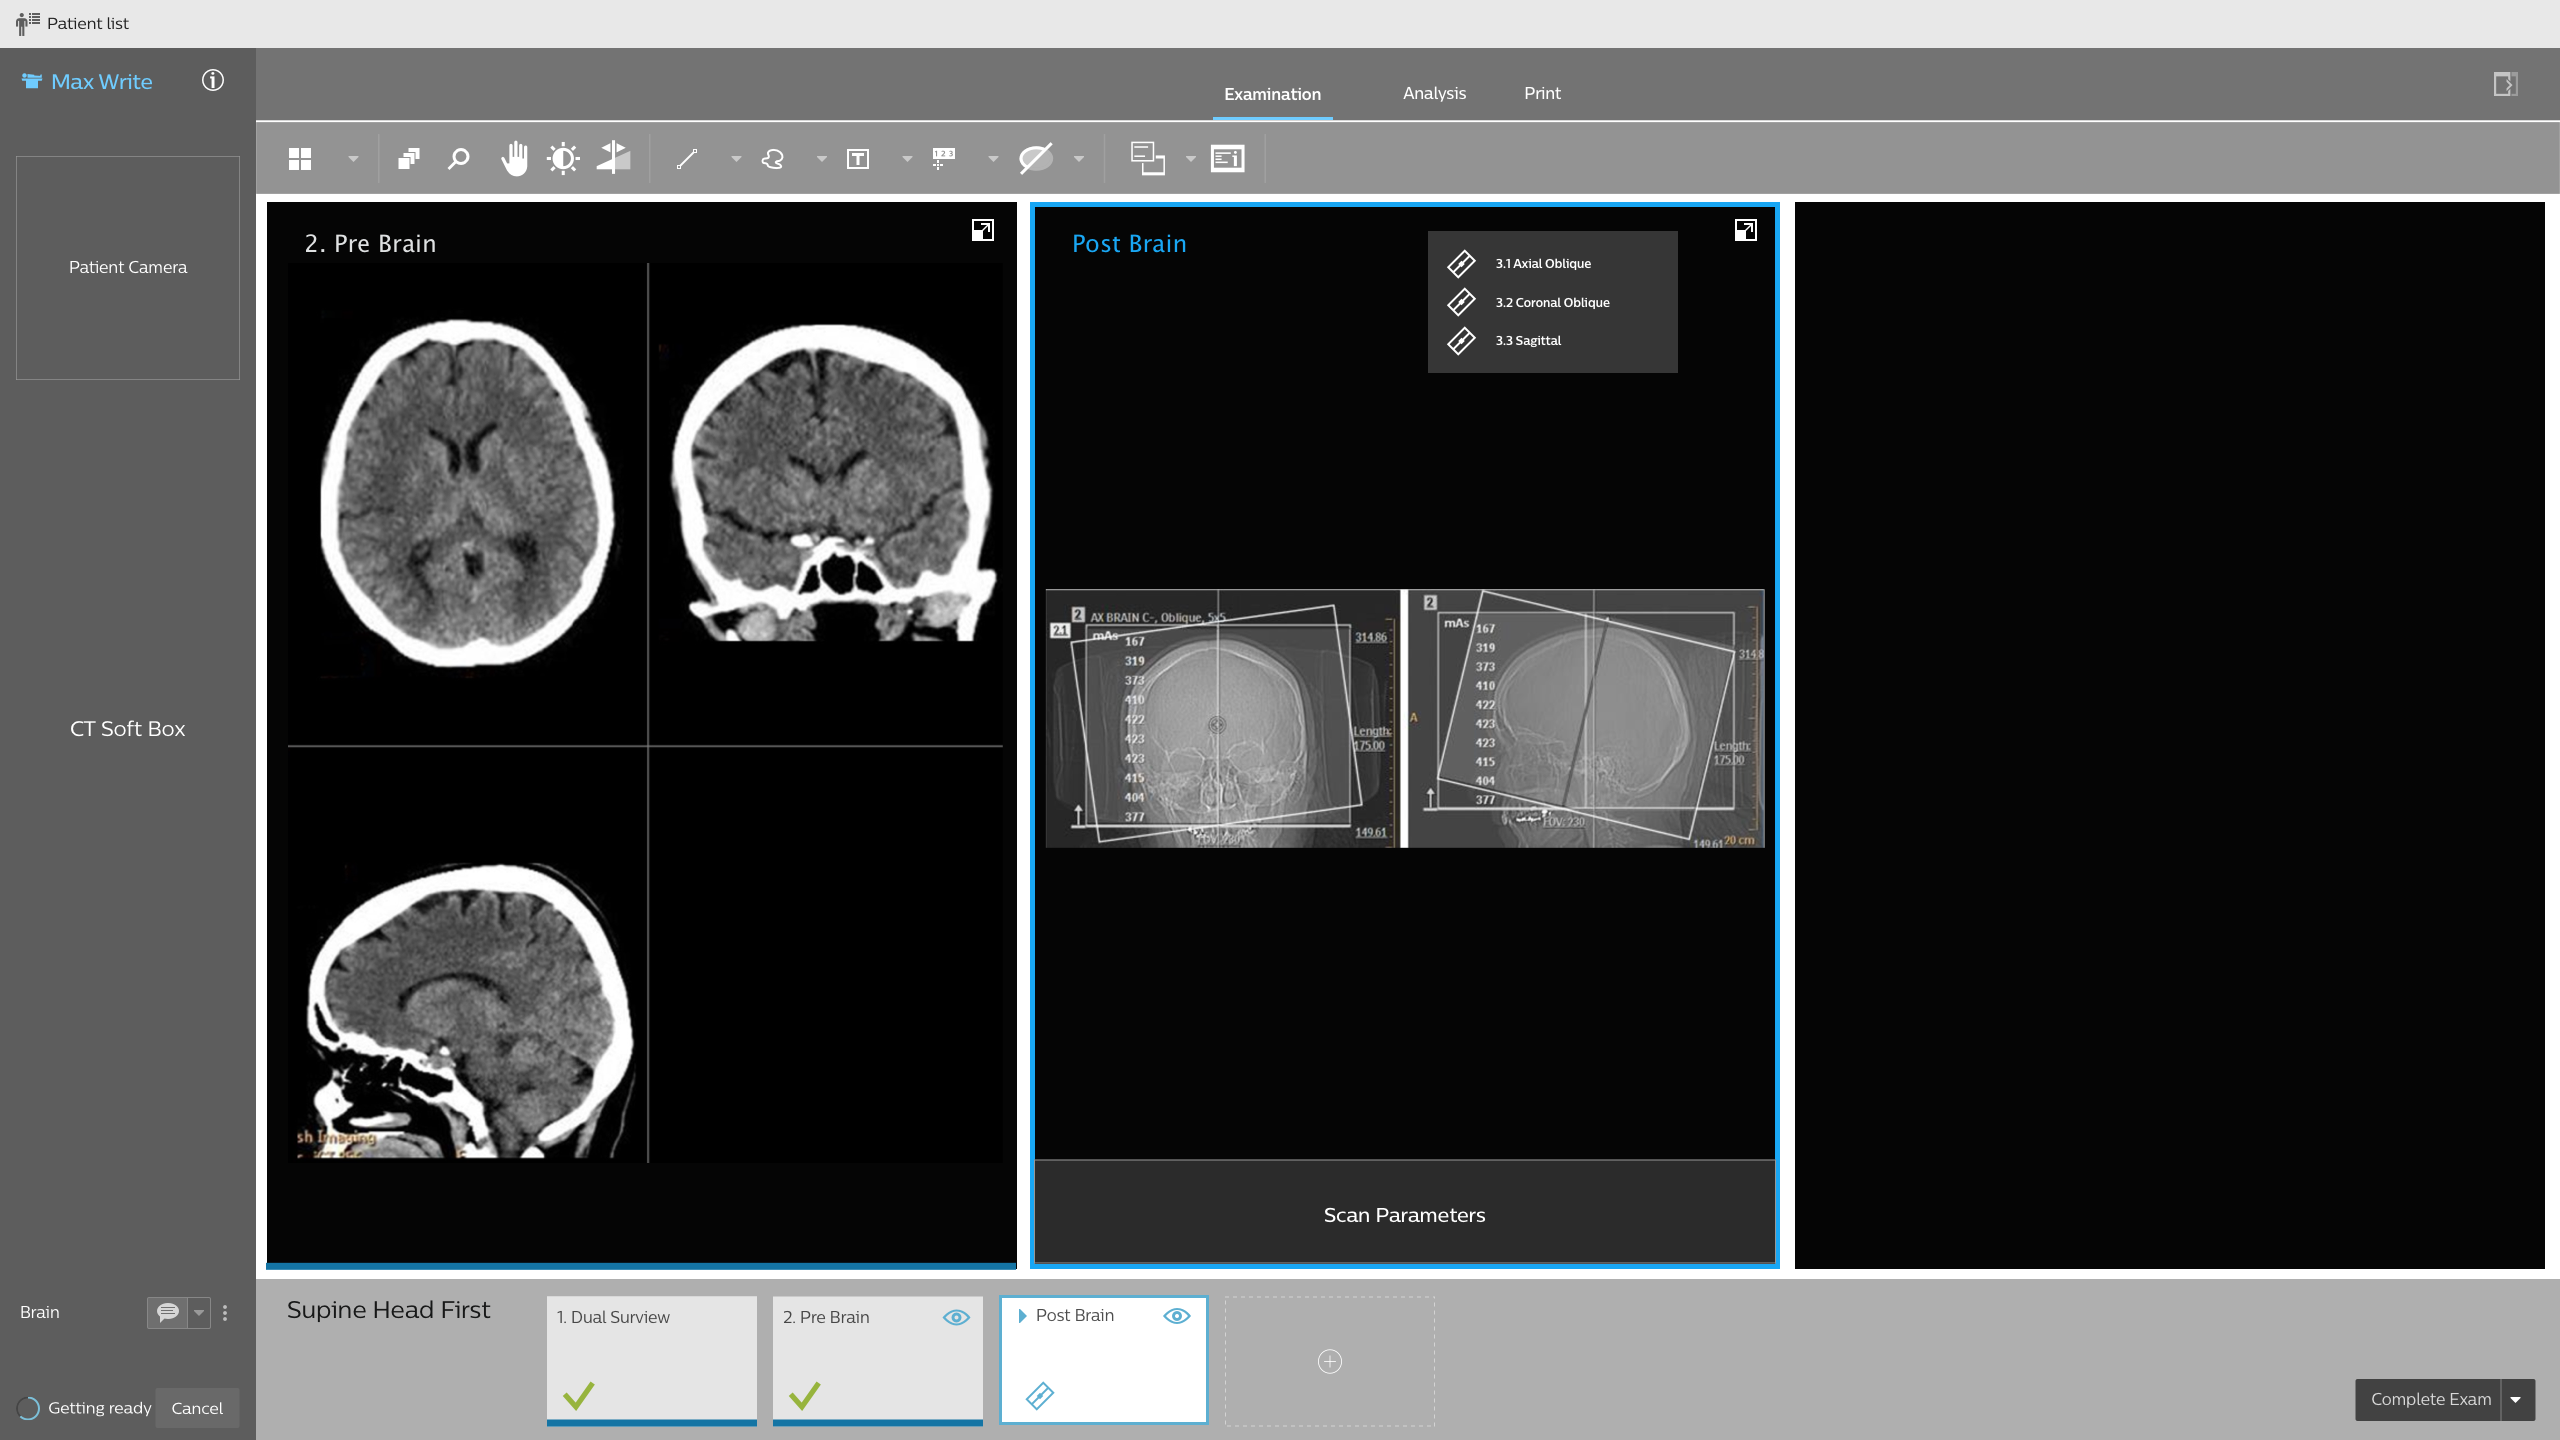 Patient list
Max Write
Examination
Analysis
Print
Patient Camera
CT Soft Box
2. Pre Brain
sh Imaging
Post Brain
3.1 Axial Oblique
3.2 Coronal Oblique
3.3 Sagittal
2 AX BRAIN C-, Oblique, 5x5
2.1
mAs
167
319
373
410
422
423
423
415
404
377
314.86
Length:
175.00
149.61
FOV: 230
2
mAs
167
319
373
410
422
423
423
415
404
377
A
314.8
Length:
175.00
FOV: 230
149.61
20 cm
Scan Parameters
Brain
Getting ready
Cancel
Supine Head First
1. Dual Surview
2. Pre Brain
Post Brain
Complete Exam